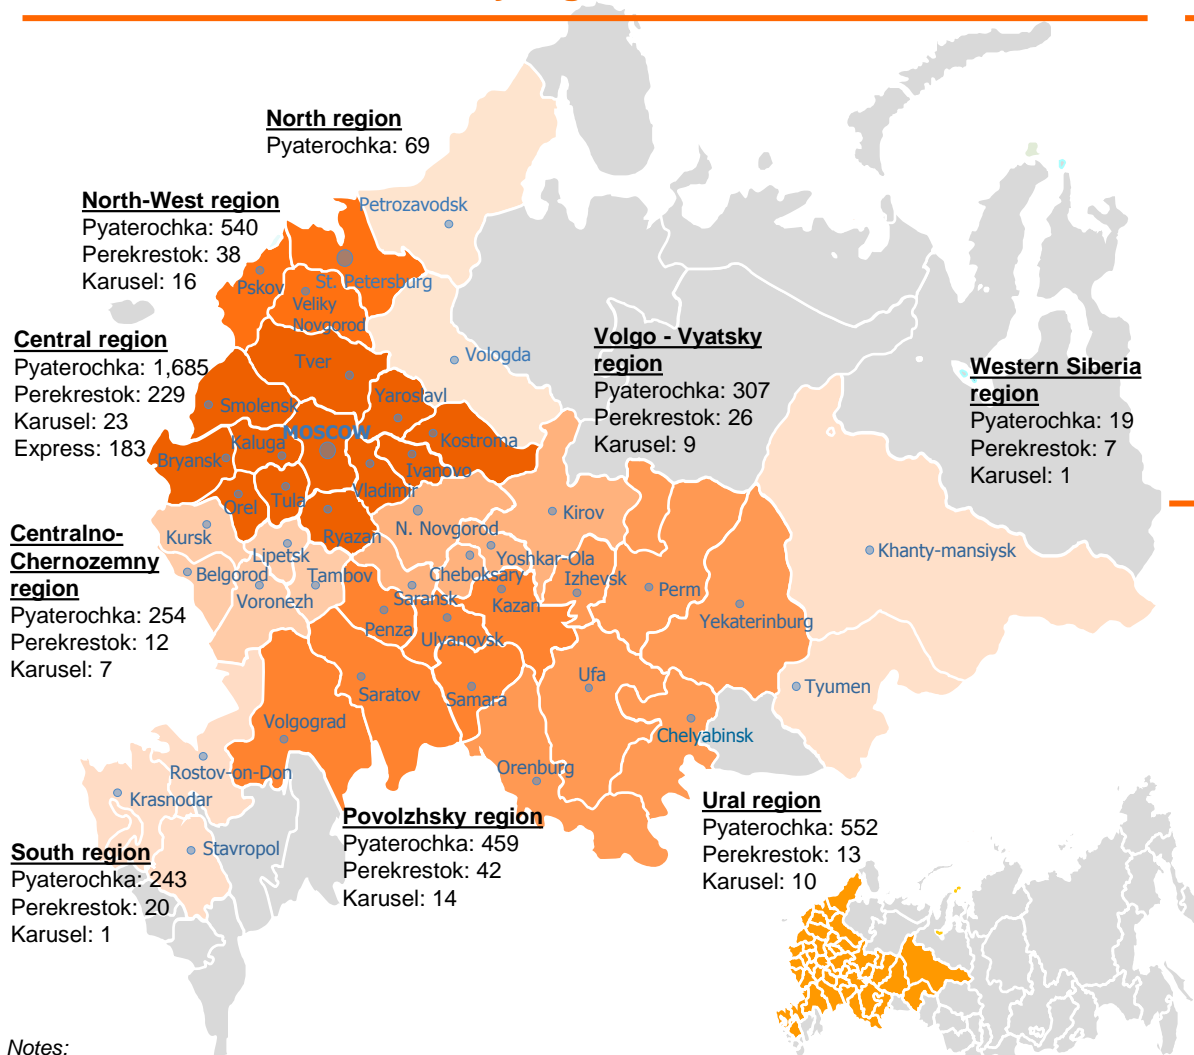 North region
Pyaterochka: 69
North-West region
Pyaterochka: 540
Perekrestok: 38
Karusel: 16
Central region
Pyaterochka: 1,685
Perekrestok: 229
Karusel: 23
Express: 183
Centralno-
Chernozemny
region
Pyaterochka: 254
Perekrestok: 12
Karusel: 7
South region
Pyaterochka: 243
Perekrestok: 20
Karusel: 1
Povolzhsky region
Pyaterochka: 459
Perekrestok: 42
Karusel: 14
Volgo - Vyatsky
region
Pyaterochka: 307
Perekrestok: 26
Karusel: 9
Western Siberia
region
Pyaterochka: 19
Perekrestok: 7
Karusel: 1
Ural region
Pyaterochka: 552
Perekrestok: 13
Karusel: 10
Petrozavodsk
Pskov
St. Petersburg
Veliky
Novgorod
Vologda
Tver
Yaroslavl
Smolensk
MOSCOW
Kostroma
Kaluga
Bryansk
Ivanovo
Vladimir
Orel
Tula
Ryazan
N. Novgorod
Kirov
Kursk
Lipetsk
Yoshkar-Ola
Khanty-mansiysk
Belgorod
Tambov
Cheboksary
Izhevsk
Perm
Voronezh
Saransk
Kazan
Penza
Ulyanovsk
Yekaterinburg
Ufa
Saratov
Samara
Tyumen
Volgograd
Chelyabinsk
Rostov-on-Don
Orenburg
Krasnodar
Stavropol
Notes: